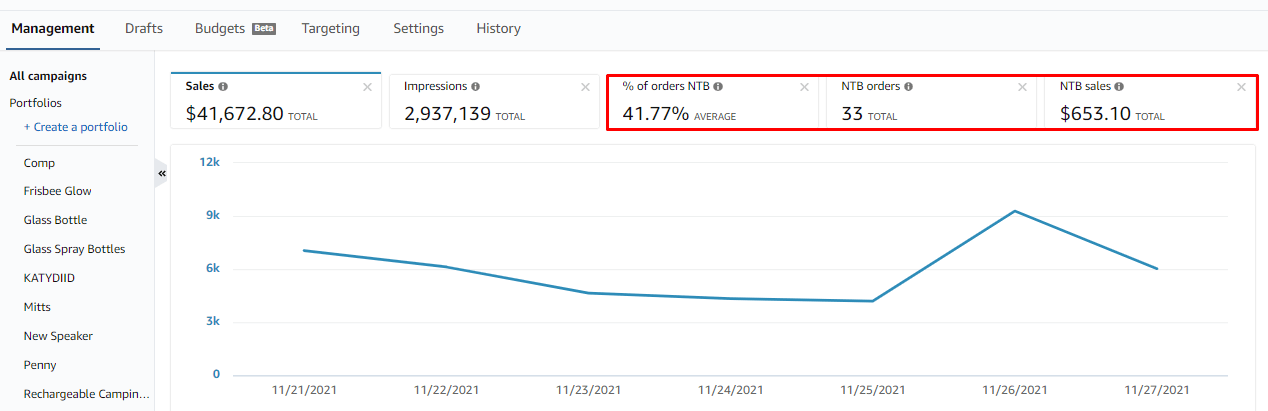 Management Drafts Budgets Beta Targeting Settings History
All campaigns
Portfolios
+ Create a portfolio
Comp
Frisbee Glow
Glass Bottle
Glass Spray Bottles
KATYDIID
Mitts
New Speaker
Penny
Rechargeable Campin...
«
Sales
$41,672.80 TOTAL
Impressions
2,937,139 TOTAL
% of orders NTB
41.77% AVERAGE
NTB orders
33 TOTAL
NTB sales
$653.10 TOTAL
12k
9k
6k
3k
0
11/21/2021 11/22/2021 11/23/2021 11/24/2021 11/25/2021 11/26/2021 11/27/2021